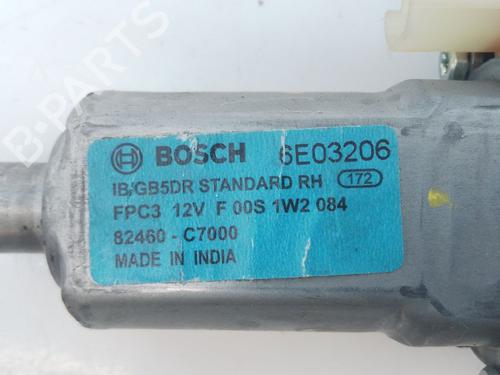 B-PARTS
BOSCH 6E03206
IB/GB5DR STANDARD RH 172
FPC3 12V F 00S 1W2 084
82460 - C7000
MADE IN INDIA